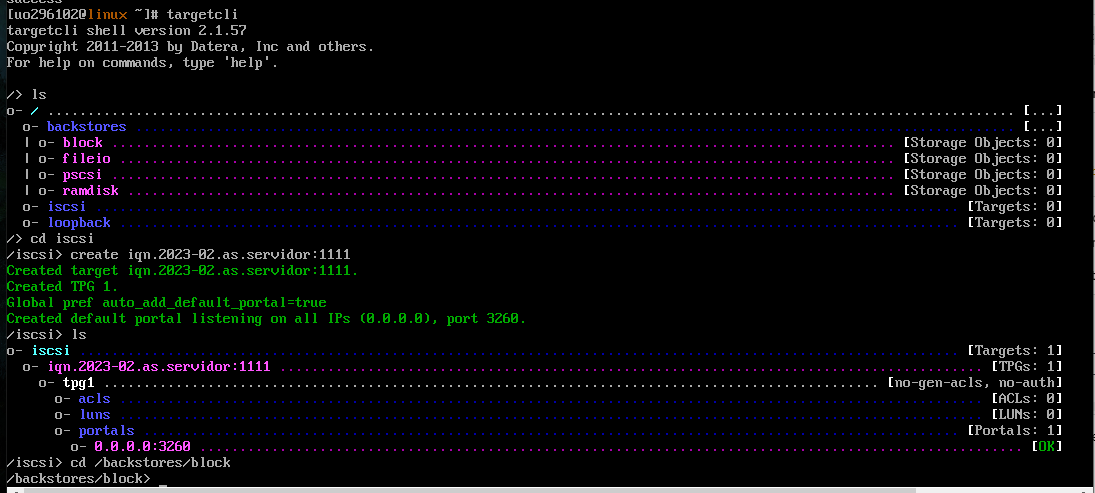 success
[uo296102@linux ~]# targetcli
targetcli shell version 2.1.57
Copyright 2011-2013 by Datera, Inc and others.
For help on commands, type 'help'.
/> ls
o- / ......................................................................................................................... [...]
  o- backstores .............................................................................................................. [...]
  | o- block .................................................................................................. [Storage Objects: 0]
  | o- fileio ................................................................................................. [Storage Objects: 0]
  | o- pscsi .................................................................................................. [Storage Objects: 0]
  | o- ramdisk ................................................................................................ [Storage Objects: 0]
  o- iscsi ............................................................................................................ [Targets: 0]
  o- loopback ......................................................................................................... [Targets: 0]
/> cd iscsi
/iscsi> create iqn.2023-02.as.servidor:1111
Created target iqn.2023-02.as.servidor:1111.
Created TPG 1.
Global pref auto_add_default_portal=true
Created default portal listening on all IPs (0.0.0.0), port 3260.
/iscsi> ls
o- iscsi .............................................................................................................. [Targets: 1]
  o- iqn.2023-02.as.servidor:1111 ........................................................................................ [TPGs: 1]
    o- tpg1 ................................................................................................. [no-gen-acls, no-auth]
      o- acls ............................................................................................................ [ACLs: 0]
      o- luns ............................................................................................................ [LUNs: 0]
      o- portals ...................................................................................................... [Portals: 1]
        o- 0.0.0.0:3260 ....................................................................................................... [OK]
/iscsi> cd /backstores/block
/backstores/block> _